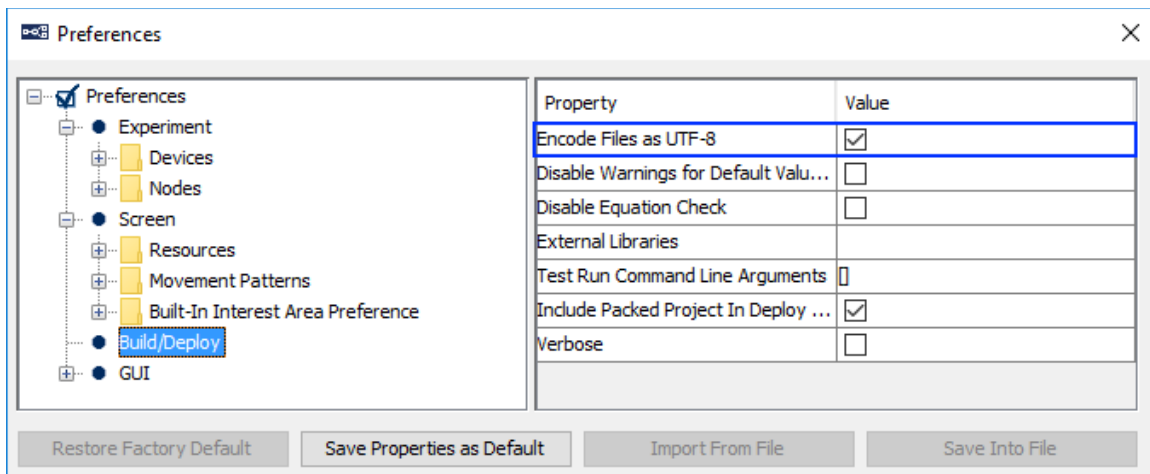 Preferences
Preferences
Experiment
Devices
Nodes
Screen
Resources
Movement Patterns
Built-In Interest Area Preference
Build/Deploy
GUI
Property Value
Encode Files as UTF-8
Disable Warnings for Default Valu...
Disable Equation Check
External Libraries
Test Run Command Line Arguments []
Include Packed Project In Deploy ...
Verbose
Restore Factory Default Save Properties as Default Import From File Save Into File